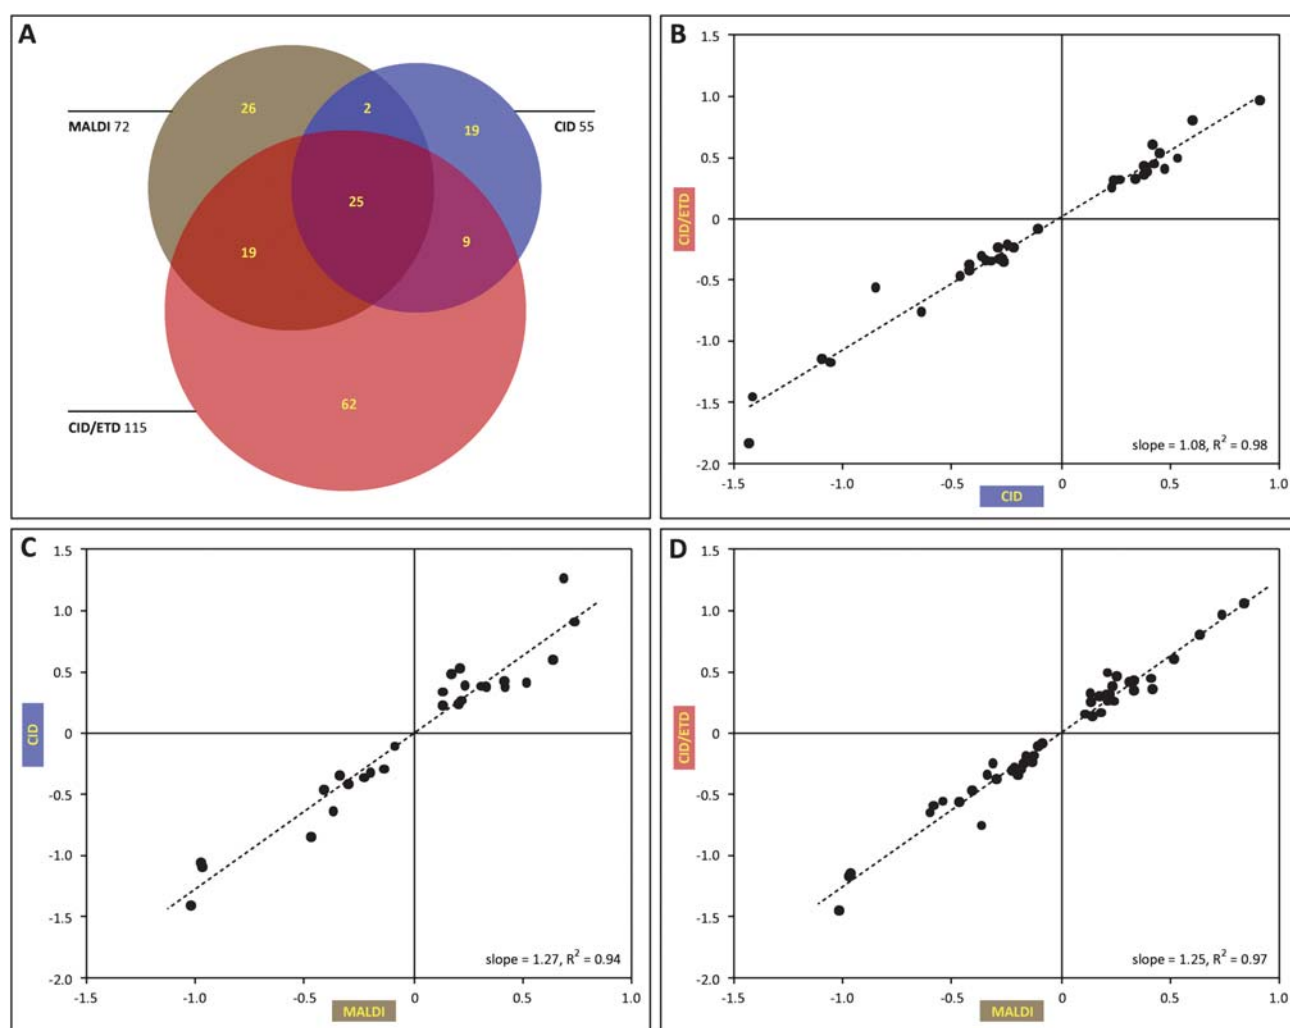 A
26
2
19
MALDI 72
CID 55
25
19
9
62
CID/ETD 115
B
1.5
1.0
0.5
0
-0.5
-1.0
-1.5
-2.0
CID/ETD
slope = 1.08, R2 = 0.98
-1.5 -1.0 -0.5 0 0.5 1.0
CID
C
1.5
1.0
0.5
0
-0.5
-1.0
-1.5
-2.0
CID
slope = 1.27, R2 = 0.94
-1.5 -1.0 -0.5 0 0.5 1.0
MALDI
D
1.5
1.0
0.5
0
-0.5
-1.0
-1.5
-2.0
CID/ETD
slope = 1.25, R2 = 0.97
-1.5 -1.0 -0.5 0 0.5 1.0
MALDI